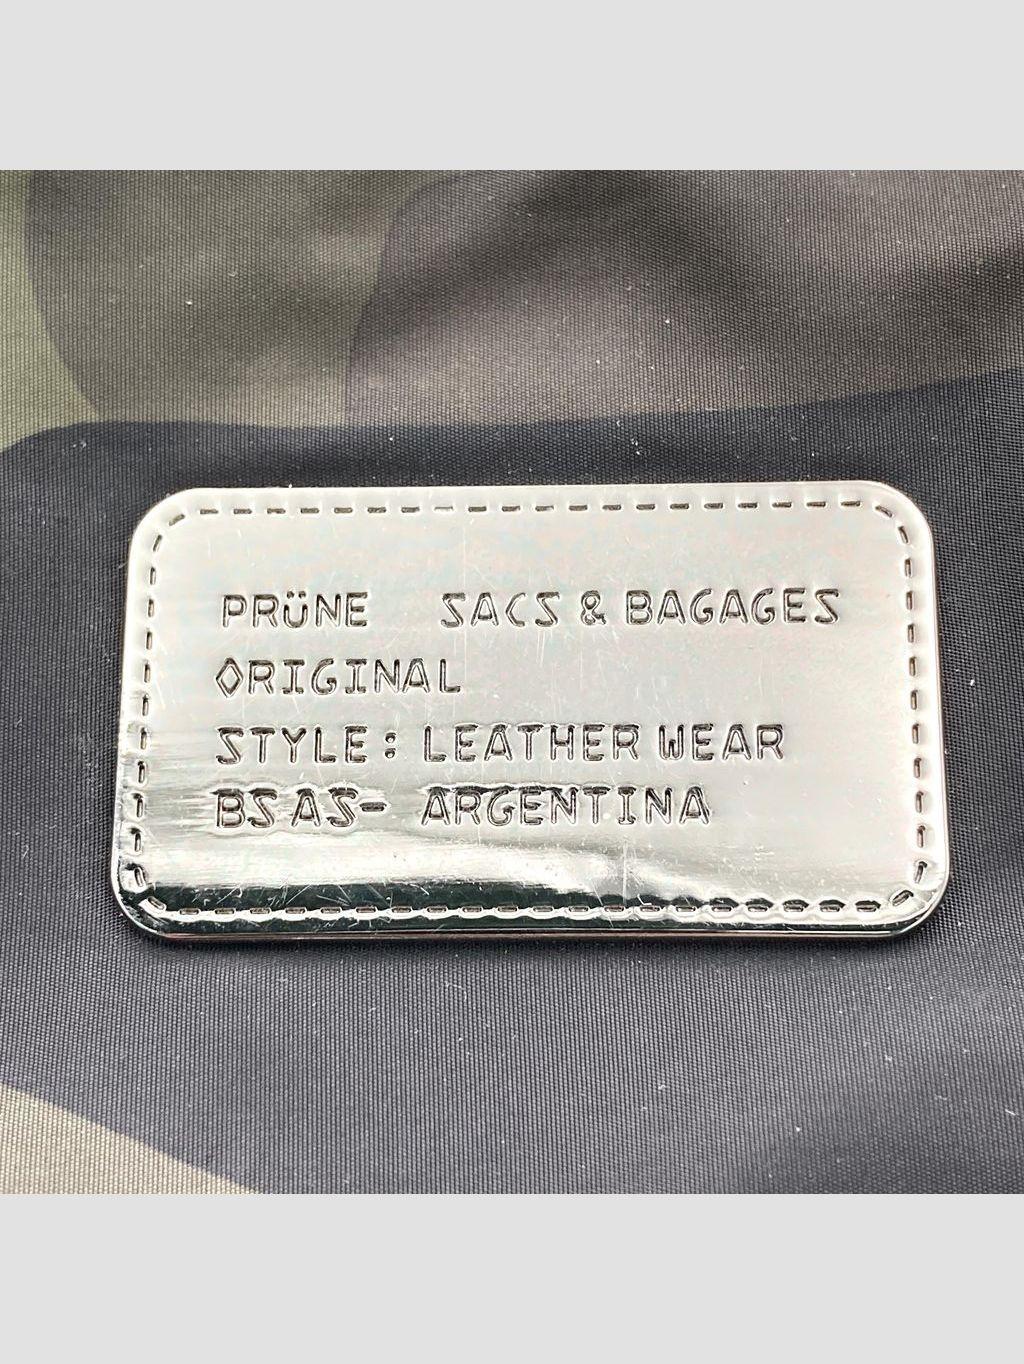 PRÜNE SACS & BAGAGES
ORIGINAL
STYLE: LEATHER WEAR
BS AS- ARGENTINA